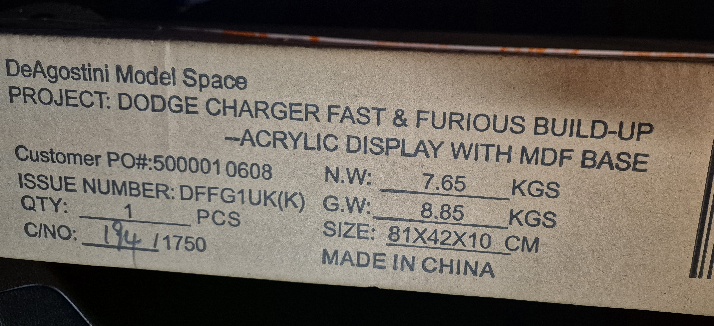 DeAgostini Model Space
PROJECT: DODGE CHARGER FAST & FURIOUS BUILD-UP
–ACRYLIC DISPLAY WITH MDF BASE
Customer PO#:5000010608
ISSUE NUMBER: DFFG1UK(K)
QTY: 1 PCS
C/NO: 194 / 1750
N.W: 7.65 KGS
G.W: 8.85 KGS
SIZE: 81X42X10 CM
MADE IN CHINA